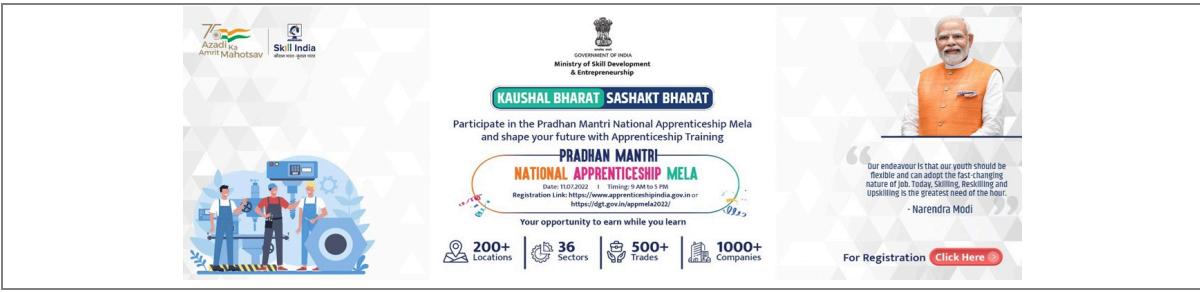 75
Azadi Ka
Amrit Mahotsav
Skill India
कौशल भारत - कुशल भारत
GOVERNMENT OF INDIA
Ministry of Skill Development
& Entrepreneurship
KAUSHAL BHARAT SASHAKT BHARAT
Participate in the Pradhan Mantri National Apprenticeship Mela
and shape your future with Apprenticeship Training
PRADHAN MANTRI
NATIONAL APPRENTICESHIP MELA
Date: 11.07.2022 | Timing: 9 AM to 5 PM
Registration Link: https://www.apprenticeshipindia.gov.in or
https://dgt.gov.in/appmela2022/
Your opportunity to earn while you learn
200+
Locations
36
Sectors
500+
Trades
1000+
Companies
Our endeavour is that our youth should be
flexible and can adopt the fast-changing
nature of job. Today, Skilling, Reskilling and
Upskilling is the greatest need of the hour.
- Narendra Modi
For Registration Click Here